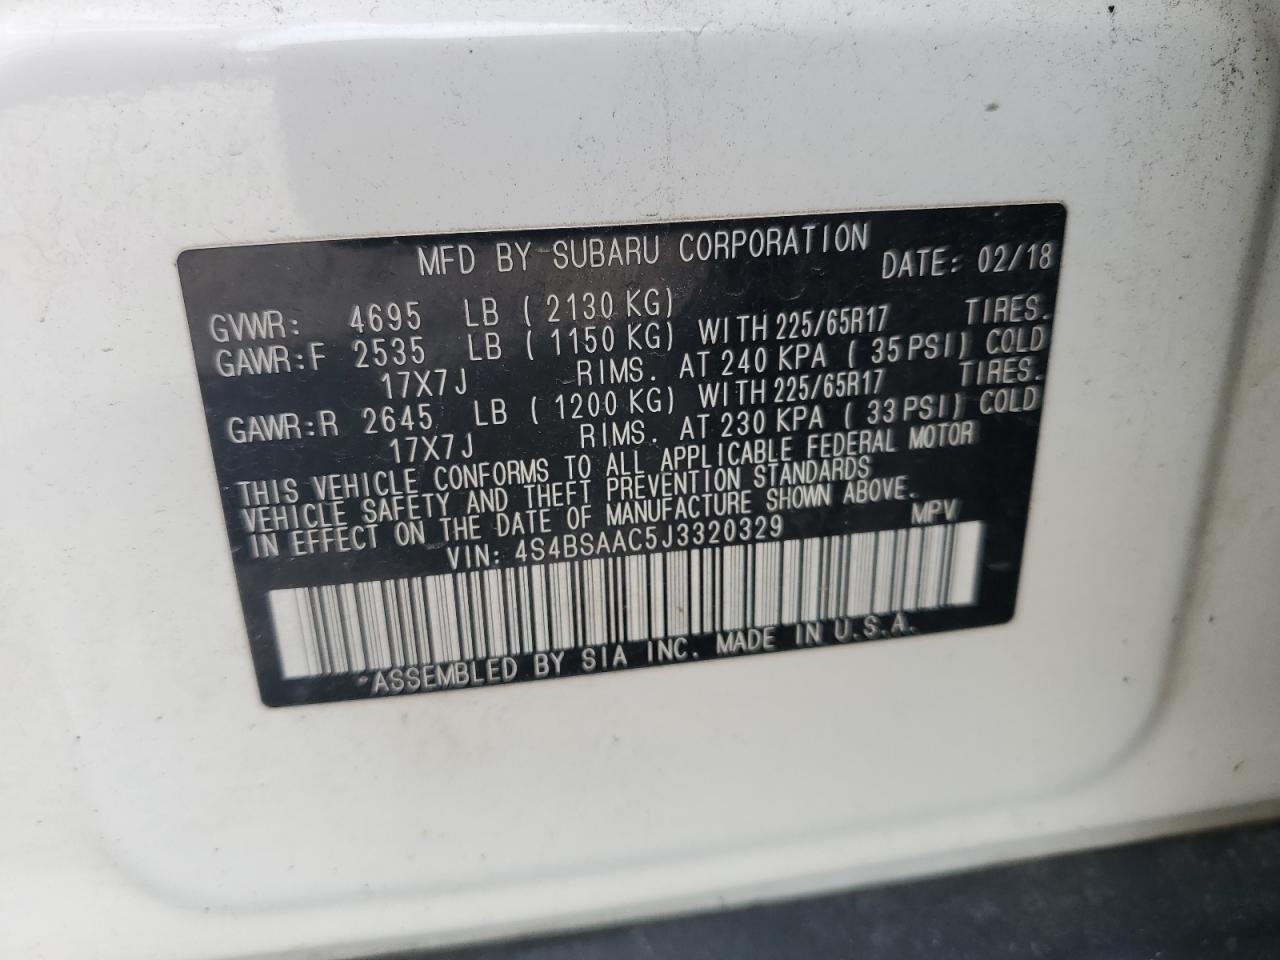 MFD BY SUBARU CORPORATION DATE: 02/18
GVWR: 4695 LB ( 2130 KG)
GAWR:F 2535 LB ( 1150 KG) WITH 225/65R17 TIRES.
17X7J RIMS. AT 240 KPA ( 35 PSI) COLD
GAWR:R 2645 LB ( 1200 KG) WITH 225/65R17 TIRES.
17X7J RIMS. AT 230 KPA ( 33 PSI) COLD
THIS VEHICLE CONFORMS TO ALL APPLICABLE FEDERAL MOTOR
VEHICLE SAFETY AND THEFT PREVENTION STANDARDS
IN EFFECT ON THE DATE OF MANUFACTURE SHOWN ABOVE.
VIN: 4S4BSAAC5J3320329 MPV
ASSEMBLED BY SIA INC. MADE IN U.S.A.